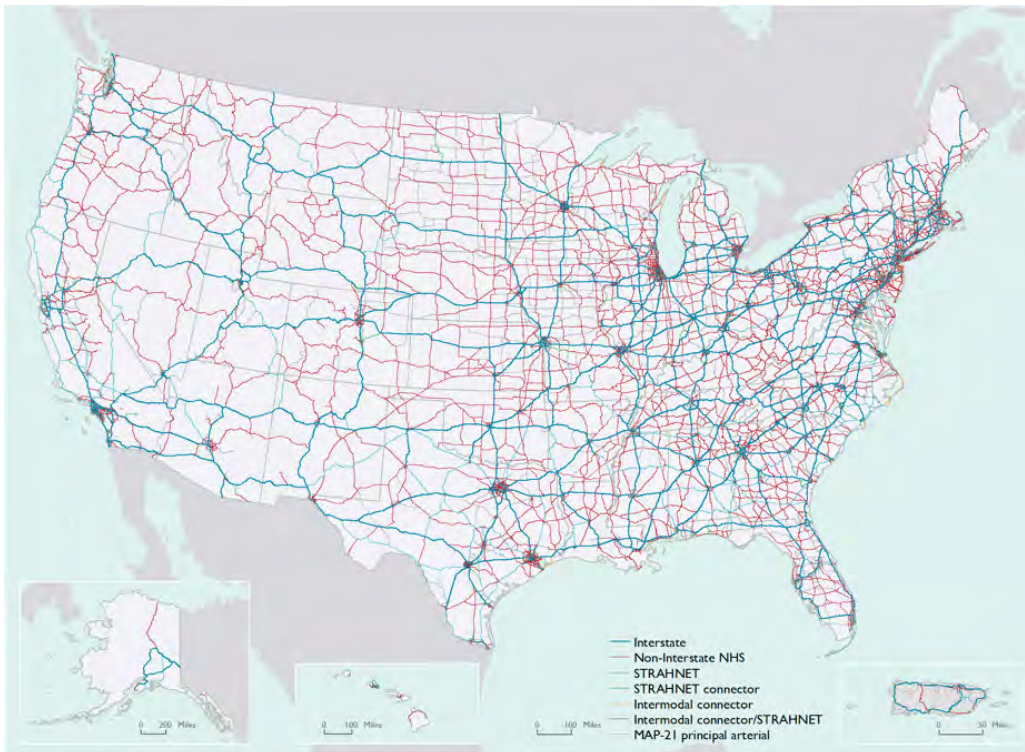 Interstate
Non-Interstate NHS
STRAHNET
STRAHNET connector
Intermodal connector
Intermodal connector/STRAHNET
MAP-21 principal arterial
0 200 Miles
0 100 Miles
0 100 Miles
0 30 Miles